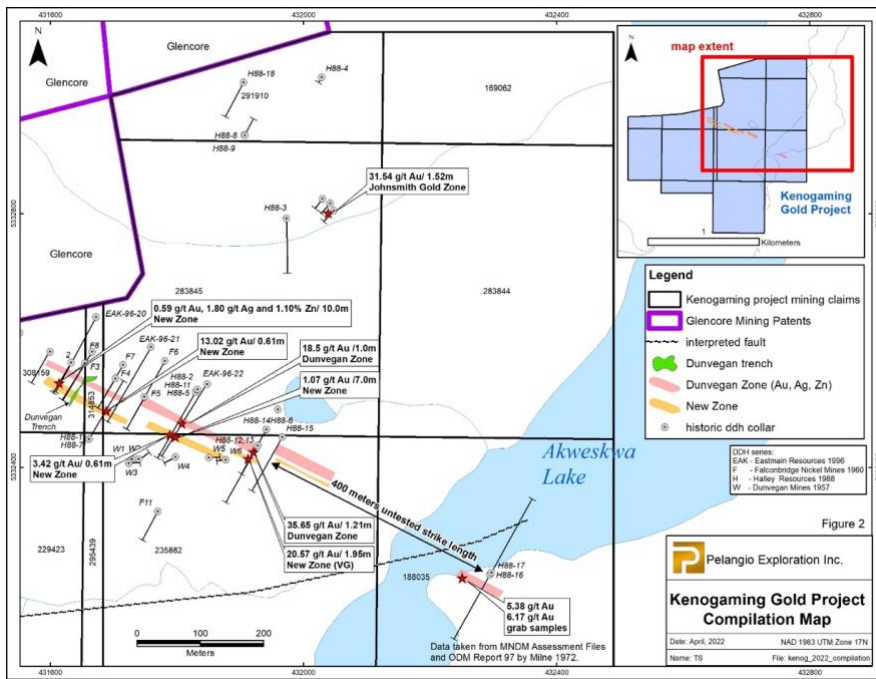 431600
432000
432800
N
Glencore
Glencore
Glencore
H88-18
291910
H88-4
H88-8
H88-9
169062
31.54 g/t Au/ 1.52m
Johnsmith Gold Zone
H88-3
5332800
283845
283844
N
map extent
Kenogaming
Gold Project
1
Kilometers
Legend
Kenogaming project mining claims
Glencore Mining Patents
interpreted fault
Dunvegan trench
Dunvegan Zone (Au, Ag, Zn)
New Zone
historic ddh collar
DDH series:
EAK - Eastmain Resources 1996
F - Falconbridge Nickel Mines 1960
H - Halley Resources 1988
W - Dunvegan Mines 1957
0.59 g/t Au, 1.80 g/t Ag and 1.10% Zn/ 10.0m
New Zone
EAK-96-20
13.02 g/t Au/ 0.61m
New Zone
EAK-96-21
18.5 g/t Au /1.0m
Dunvegan Zone
1.07 g/t Au /7.0m
New Zone
2
F8
F3
F7
F4
F6
F5
H88-2
H88-11
H88-5
EAK-96-22
308159
314853
Dunvegan
Trench
H88-1
H88-7
W1
W3
W4
W5
W6
H88-12,13
H88-14
H88-6
H88-15
5332400
3.42 g/t Au/ 0.61m
New Zone
F11
229423
295439
235882
35.65 g/t Au/ 1.21m
Dunvegan Zone
20.57 g/t Au/ 1.95m
New Zone (VG)
400 meters untested strike length
Akweskwa
Lake
188035
H88-17
H88-16
5.38 g/t Au
6.17 g/t Au
grab samples
0 100 200
Meters
Data taken from MNDM Assessment Files
and ODM Report 97 by Milne 1972.
Figure 2
Pelangio Exploration Inc.
Kenogaming Gold Project
Compilation Map
Date: April, 2022 NAD 1983 UTM Zone 17N
Name: TS File: kenog_2022_compilation
431600
432000
432400
432800